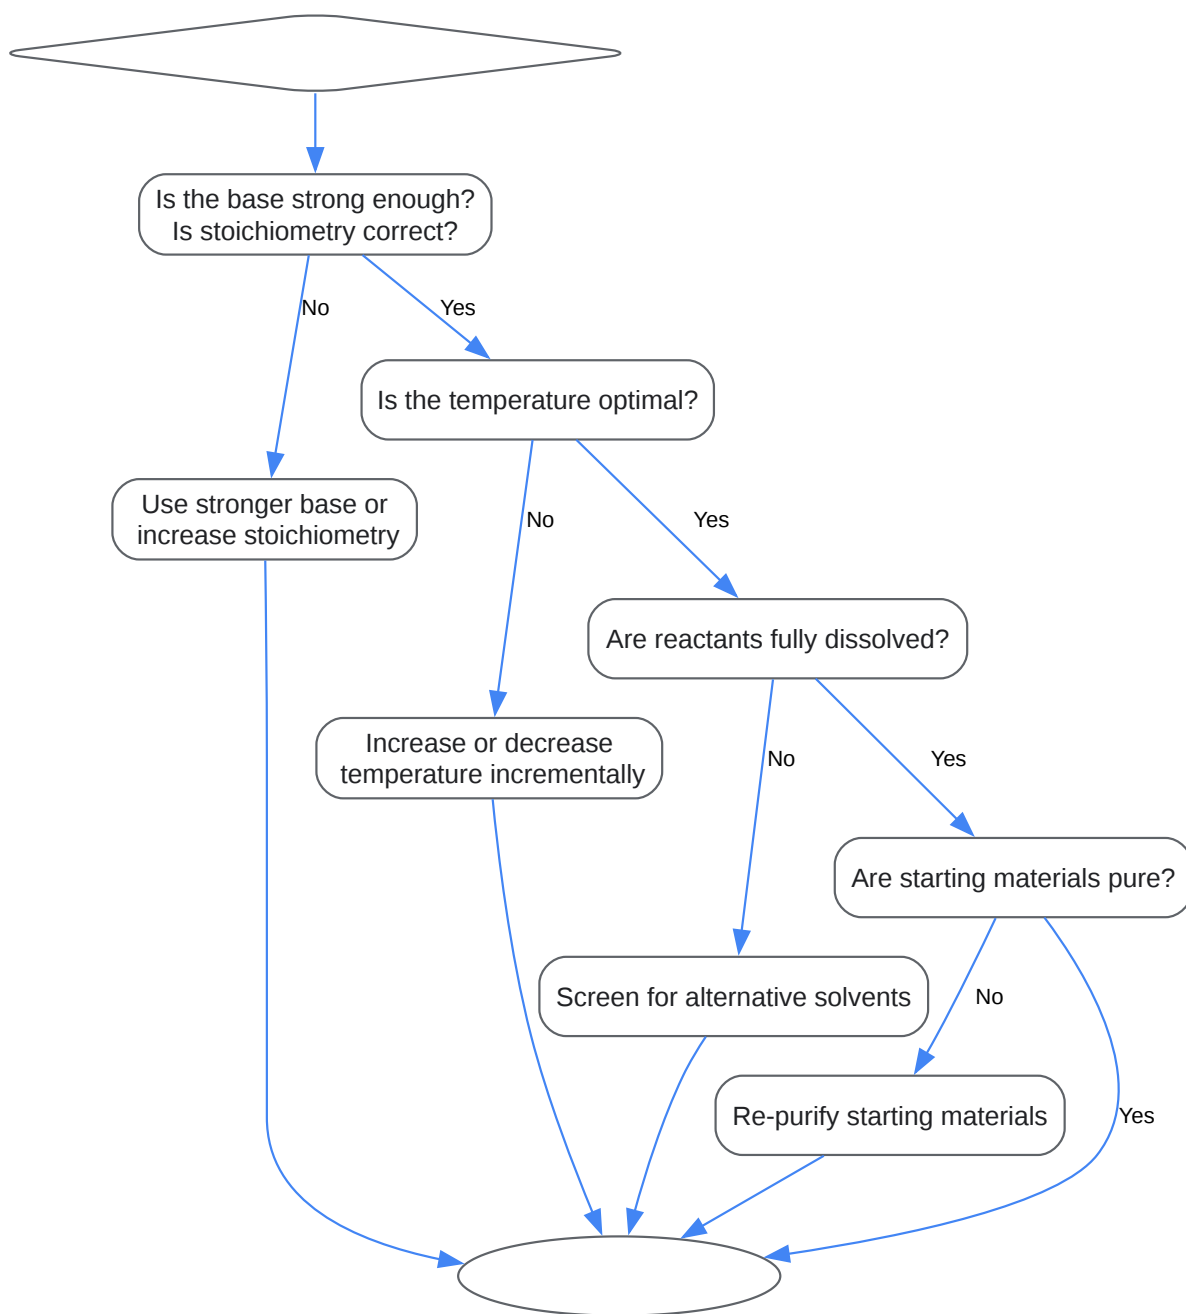 Is the base strong enough?
Is stoichiometry correct?
No
Yes
Is the temperature optimal?
Use stronger base or
increase stoichiometry
No
Yes
Are reactants fully dissolved?
Increase or decrease
temperature incrementally
No
Yes
Are starting materials pure?
Screen for alternative solvents
No
Re-purify starting materials
Yes